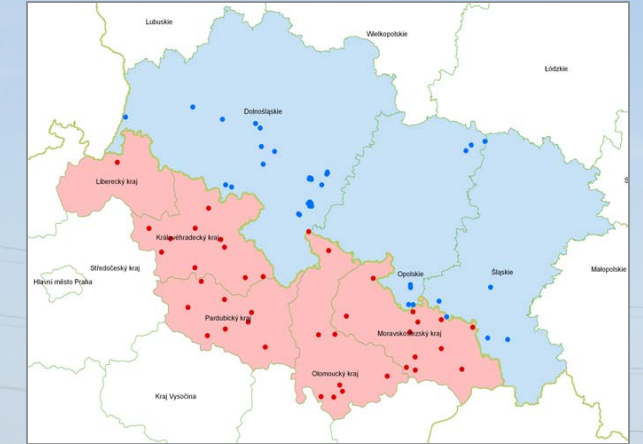 Lubuskie
Wielkopolskie
Łódzkie
Dolnośląskie
Liberecký kraj
Královéhradecký kraj
Středočeský kraj
Hlavní město Praha
Opolskie
Śląskie
Małopolskie
Pardubický kraj
Moravskoslezský kraj
Olomoucký kraj
Kraj Vysočina